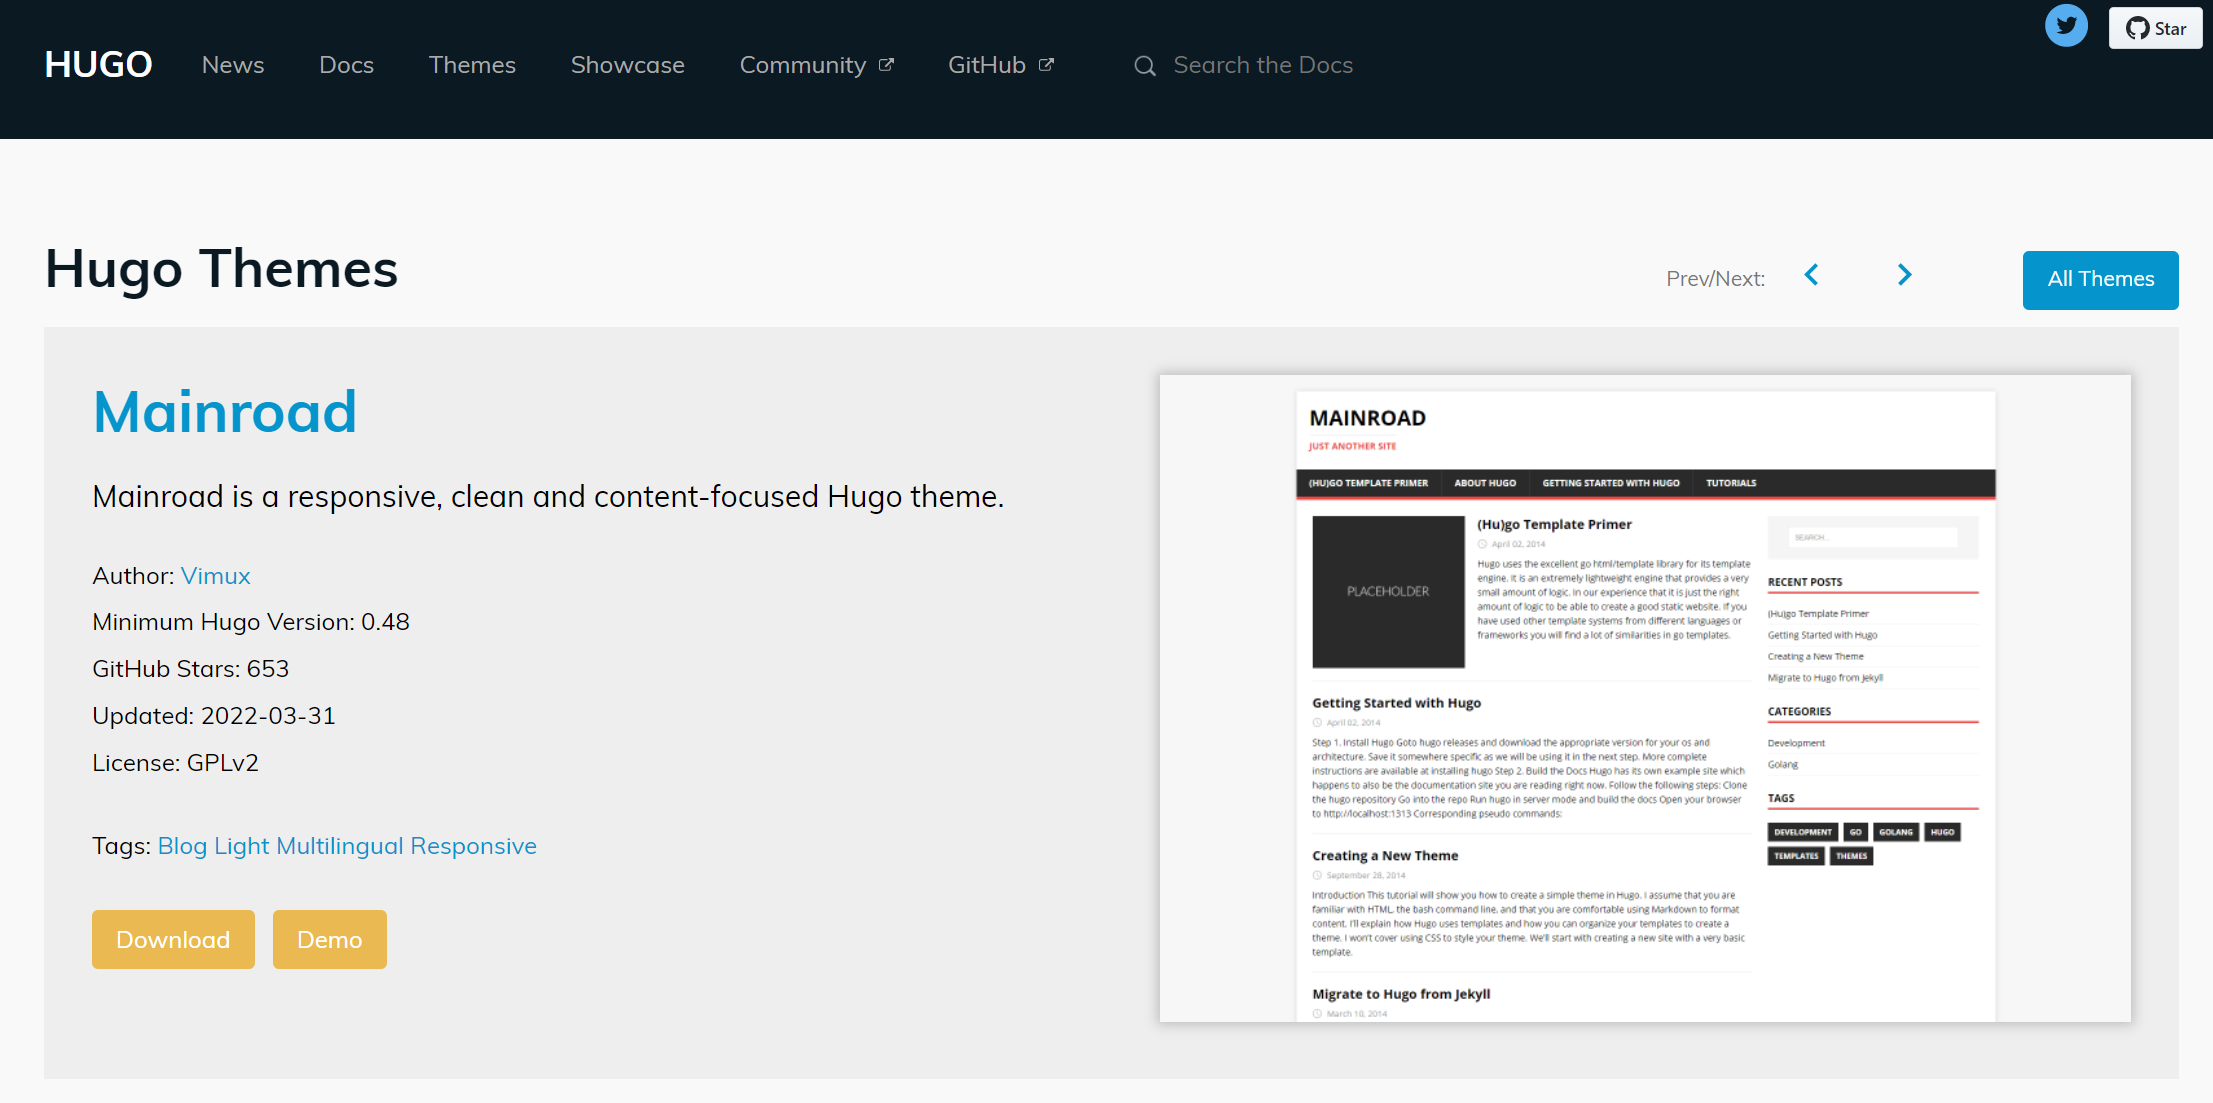 HUGO News Docs Themes Showcase Community GitHub Search the Docs Star
Hugo Themes
Prev/Next: All Themes
Mainroad
Mainroad is a responsive, clean and content-focused Hugo theme.
Author: Vimux
Minimum Hugo Version: 0.48
GitHub Stars: 653
Updated: 2022-03-31
License: GPLv2
Tags: Blog Light Multilingual Responsive
Download Demo
MAINROAD
JUST ANOTHER SITE
(HU)GO TEMPLATE PRIMER ABOUT HUGO GETTING STARTED WITH HUGO TUTORIALS
PLACEHOLDER
(Hu)go Template Primer
April 02, 2014
Hugo uses the excellent go html/template library for its template
engine. It is an extremely lightweight engine that provides a very
small amount of logic. In our experience that it is just the right
amount of logic to be able to create a good static website. If you
have used other template systems from different languages or
frameworks you will find a lot of similarities in go templates.
Getting Started with Hugo
April 02, 2014
Step 1. Install Hugo Goto hugo releases and download the appropriate version for your os and
architecture. Save it somewhere specific as we will be using it in the next step. More complete
instructions are available at installing hugo Step 2. Build the Docs Hugo has its own example site which
happens to also be the documentation site you are reading right now. Follow the following steps: Clone
the hugo repository Go into the repo Run hugo in server mode and build the docs Open your browser
to http://localhost:1313 Corresponding pseudo commands:
Creating a New Theme
September 28, 2014
Introduction This tutorial will show you how to create a simple theme in Hugo. I assume that you are
familiar with HTML, the bash command line, and that you are comfortable using Markdown to format
content. I'll explain how Hugo uses templates and how you can organize your templates to create a
theme. I won't cover using CSS to style your theme. We'll start with creating a new site with a very basic
template.
Migrate to Hugo from Jekyll
March 10, 2014
SEARCH...
RECENT POSTS
(Hu)go Template Primer
Getting Started with Hugo
Creating a New Theme
Migrate to Hugo from Jekyll
CATEGORIES
Development
Golang
TAGS
DEVELOPMENT GO GOLANG HUGO
TEMPLATES THEMES